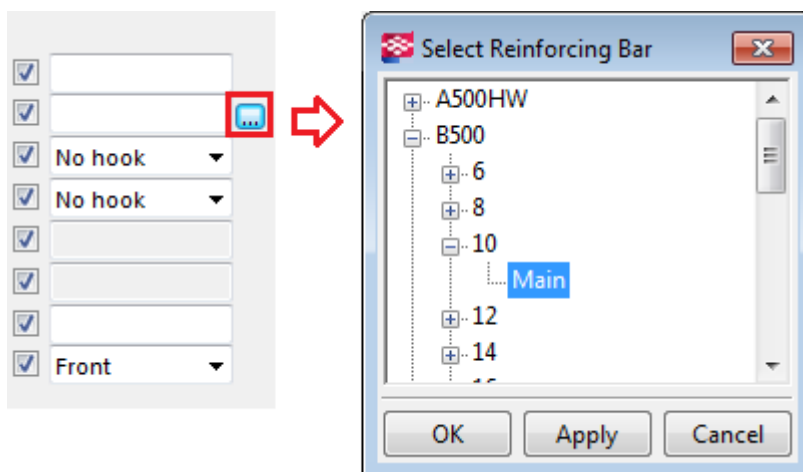 No hook
No hook
Front
...
Select Reinforcing Bar
A500HW
B500
6
8
10
Main
12
14
OK
Apply
Cancel